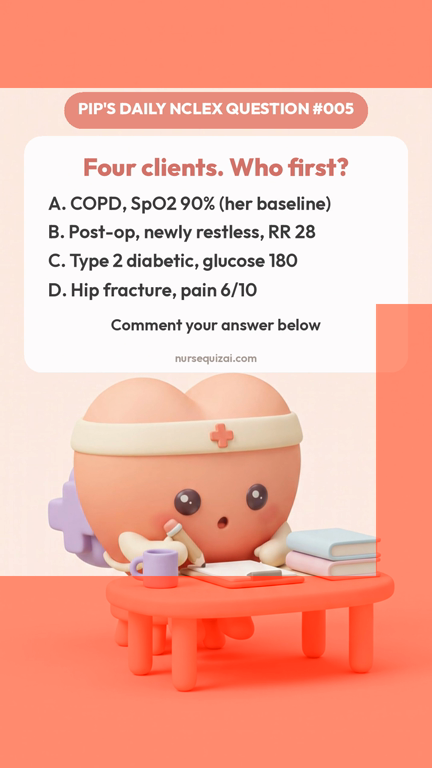 PIP'S DAILY NCLEX QUESTION #005
Four clients. Who first?
A. COPD, SpO2 90% (her baseline)
B. Post-op, newly restless, RR 28
C. Type 2 diabetic, glucose 180
D. Hip fracture, pain 6/10
Comment your answer below
nursequizai.com